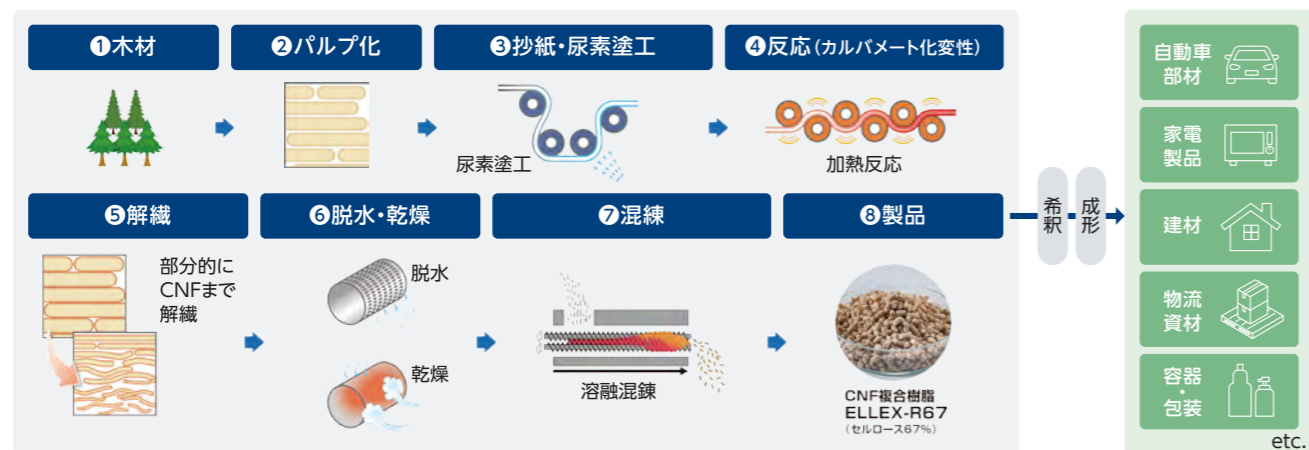 ❶木材
❷パルプ化
❸抄紙・尿素塗工
❹反応(カルバメート化変性)
尿素塗工
加熱反応
❺解繊
❻脱水・乾燥
❼混練
❽製品
部分的に
CNFまで
解繊
脱水
乾燥
溶融混錬
CNF複合樹脂
ELLEX-R67
(セルロース67%)
希釈
成形
自動車
部材
家電
製品
建材
物流
資材
容器
・
包装
etc.